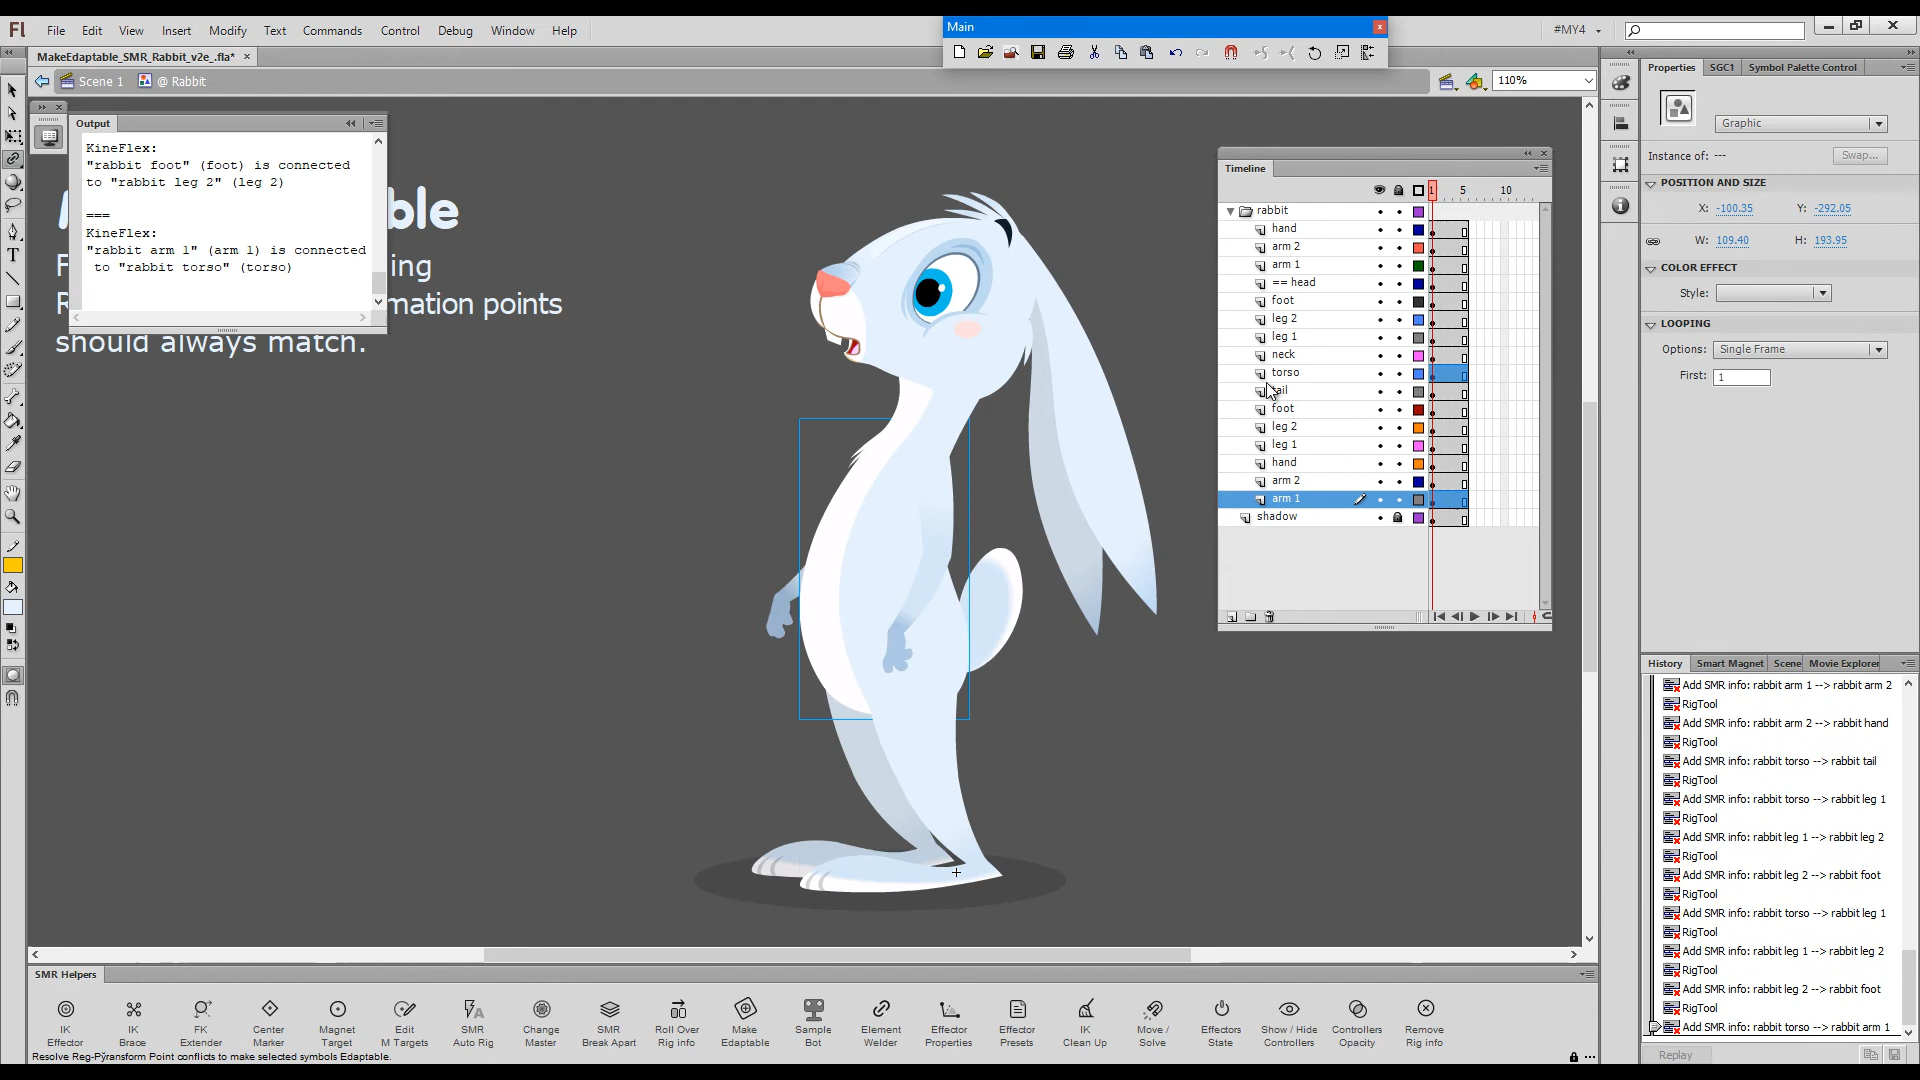 Main
Fl File Edit View Insert Modify Text Commands Control Debug Window Help
#MY4
MakeEdaptable_SMR_Rabbit_v2e_.fla*
Scene 1 @ Rabbit
110%
Output
KineFlex:
"rabbit foot" (foot) is connected
to "rabbit leg 2" (leg 2)
===
KineFlex:
"rabbit arm 1" (arm 1) is connected
to "rabbit torso" (torso)
ble
ing
mation points
should always match.
Timeline
1 5 10
rabbit
hand
arm 2
arm 1
== head
foot
leg 2
leg 1
neck
torso
tail
foot
leg 2
leg 1
hand
arm 2
arm 1
shadow
Properties SGC1 Symbol Palette Control
Graphic
Instance of: --- Swap...
POSITION AND SIZE
X: -100.35 Y: -292.05
W: 109.40 H: 193.95
COLOR EFFECT
Style:
LOOPING
Options: Single Frame
First: 1
History Smart Magnet Scene Movie Explorer
Add SMR info: rabbit arm 1 --> rabbit arm 2
RigTool
Add SMR info: rabbit arm 2 --> rabbit hand
RigTool
Add SMR info: rabbit torso --> rabbit tail
RigTool
Add SMR info: rabbit torso --> rabbit leg 1
RigTool
Add SMR info: rabbit leg 1 --> rabbit leg 2
RigTool
Add SMR info: rabbit leg 2 --> rabbit foot
RigTool
Add SMR info: rabbit torso --> rabbit leg 1
RigTool
Add SMR info: rabbit leg 1 --> rabbit leg 2
RigTool
Add SMR info: rabbit leg 2 --> rabbit foot
RigTool
Add SMR info: rabbit torso --> rabbit arm 1
Replay
SMR Helpers
IK Effector
IK Brace
FK Extender
Center Marker
Magnet Target
Edit M Targets
SMR Auto Rig
Change Master
SMR Break Apart
Roll Over Rig info
Make Edaptable
Sample Bot
Element Welder
Effector Properties
Effector Presets
IK Clean Up
Move / Solve
Effectors State
Show / Hide Controllers
Controllers Opacity
Remove Rig info
symbols Edaptable.